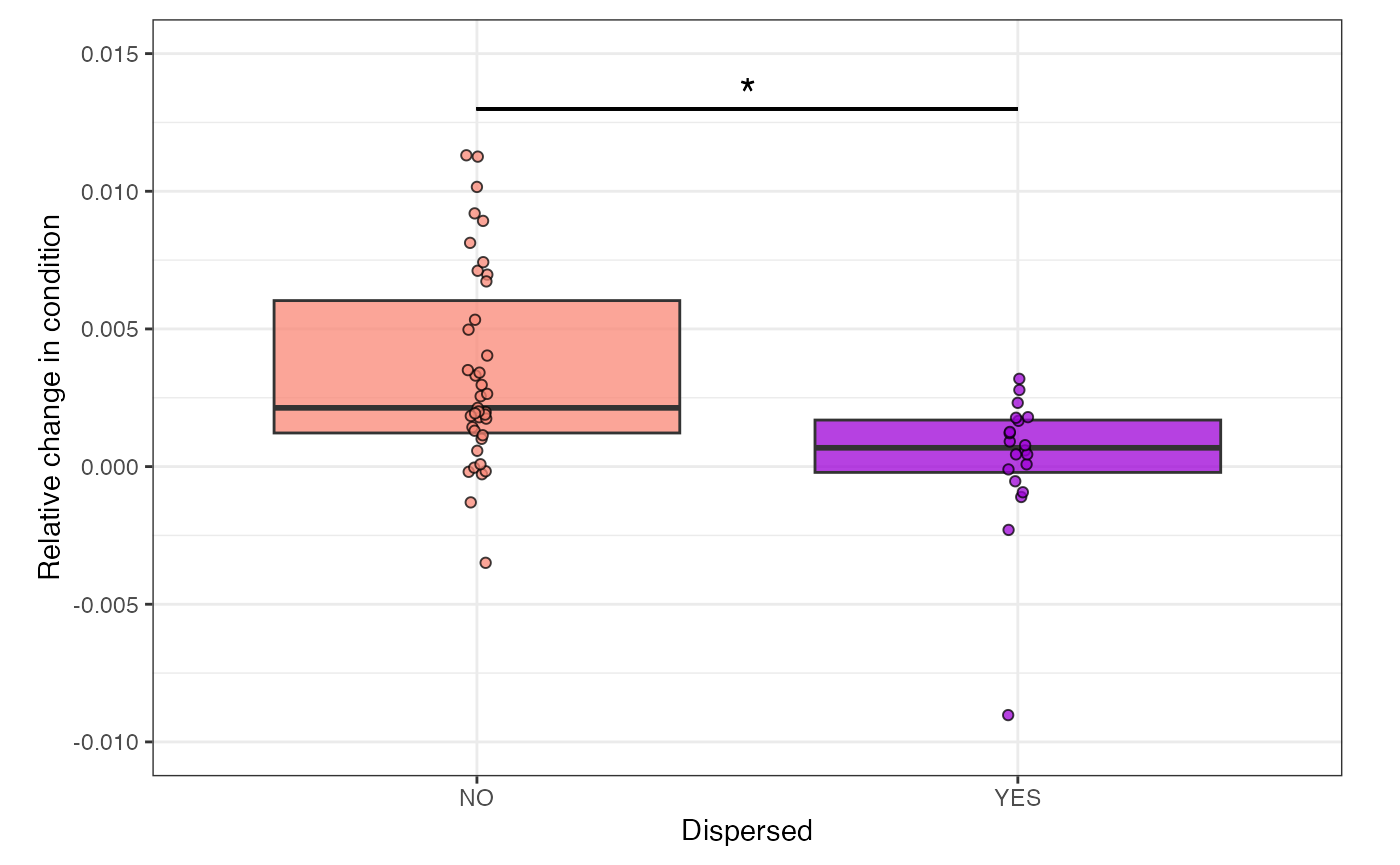 0.015
0.010
0.005
0.000
-0.005
-0.010
Relative change in condition
*
NO
YES
Dispersed